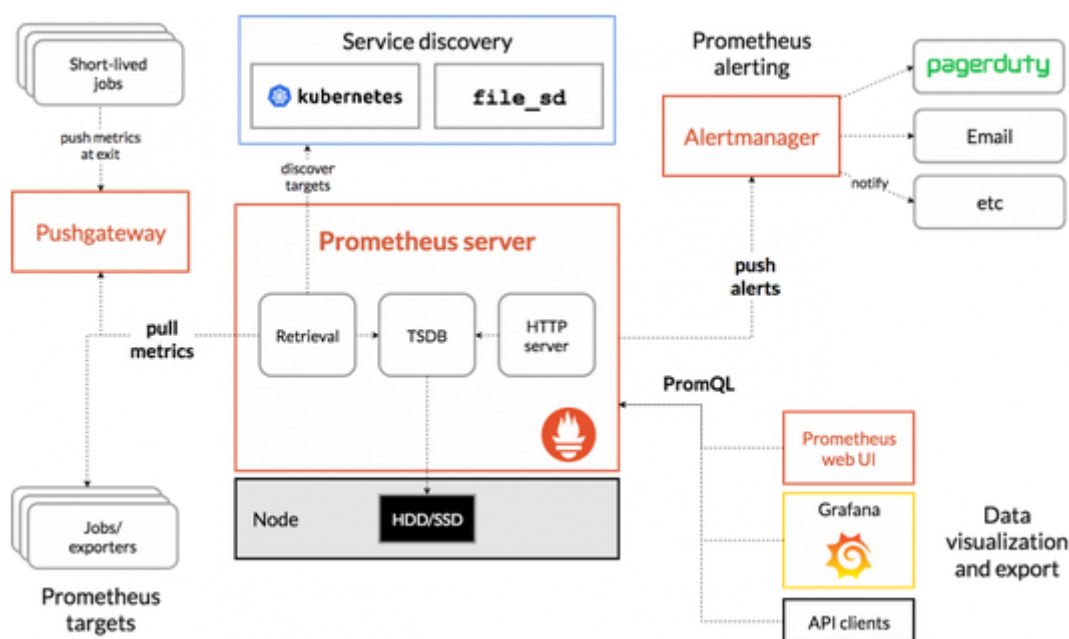 Short-lived
jobs
push metrics
at exit
Pushgateway
Service discovery
kubernetes
file_sd
discover
targets
Prometheus
alerting
Alertmanager
pagerduty
Email
notify
etc
Prometheus server
pull
metrics
Retrieval
TSDB
HTTP
server
push
alerts
PromQL
Node
HDD/SSD
Jobs/
exporters
Prometheus
targets
Prometheus
web UI
Grafana
API clients
Data
visualization
and export